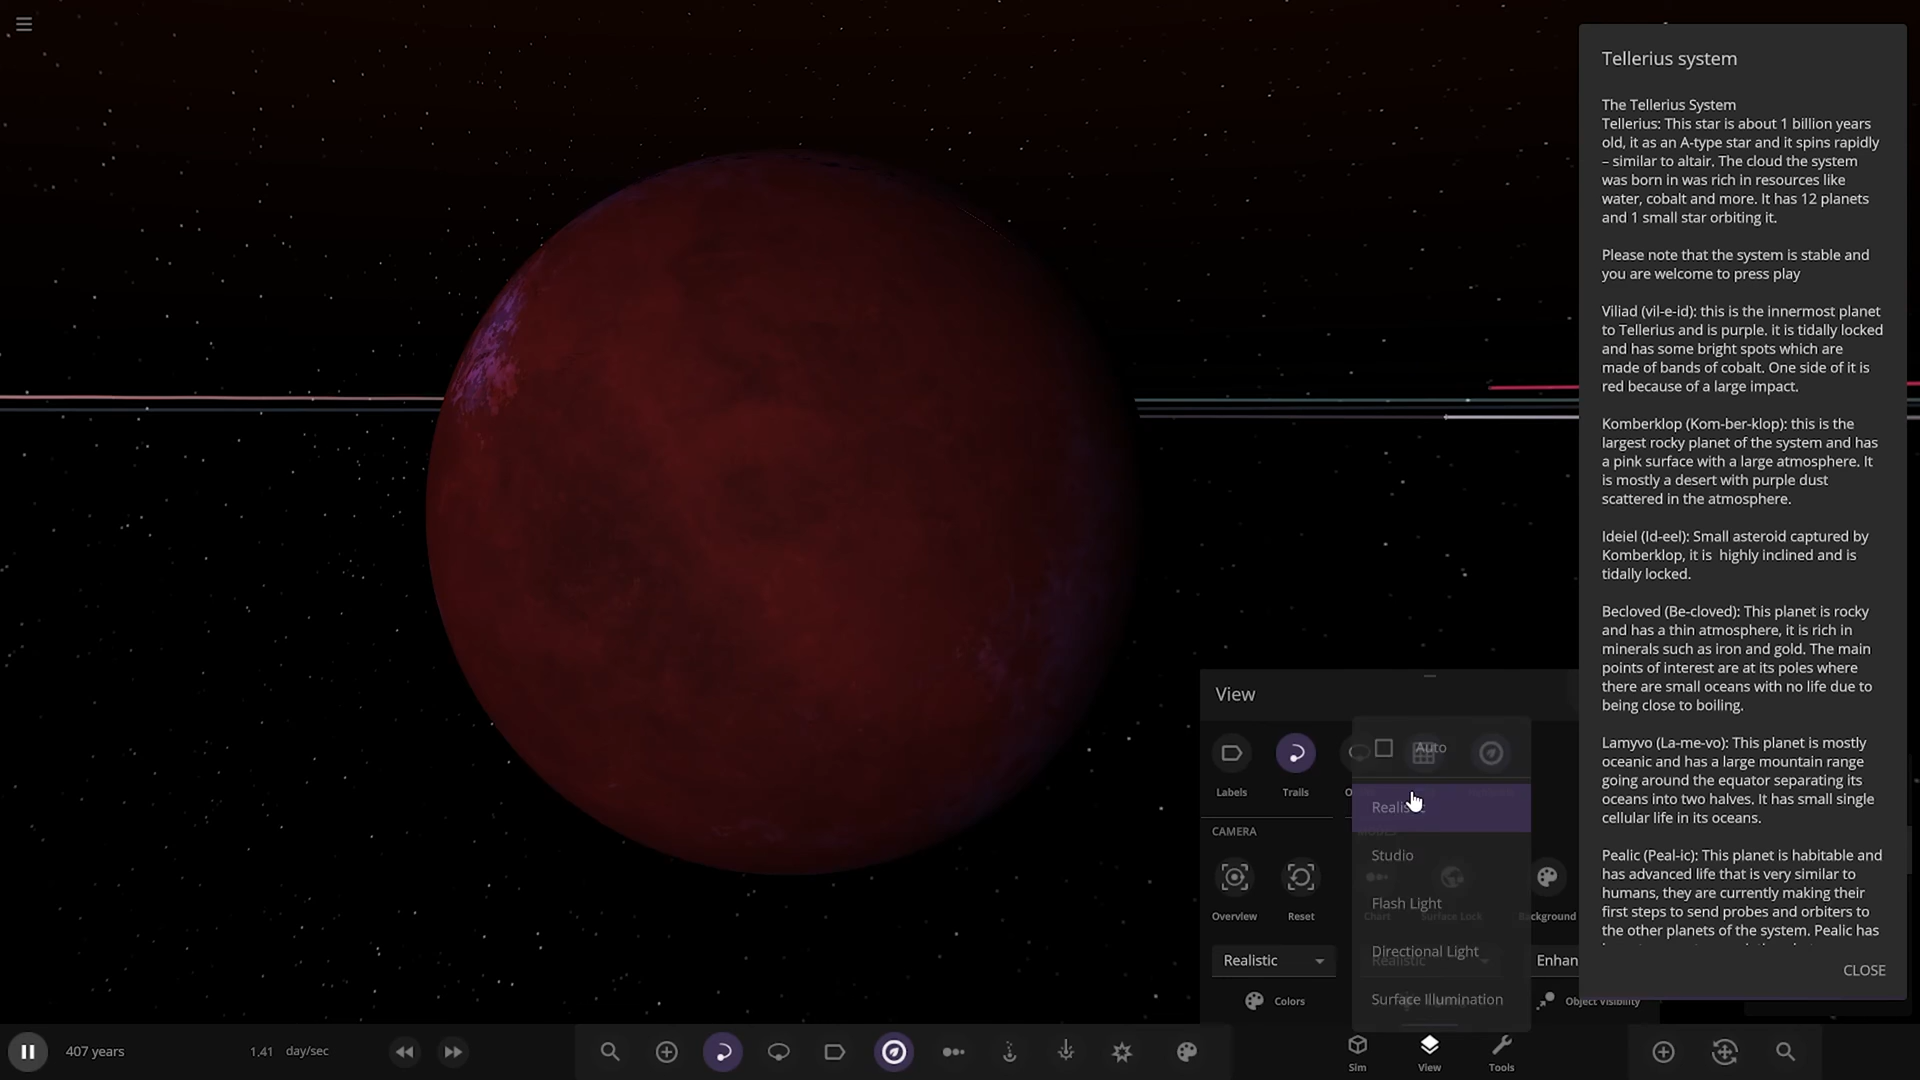 Tellerius system
The Tellerius System
Tellerius: This star is about 1 billion years
old, it as an A-type star and it spins rapidly
– similar to altair. The cloud the system
was born in was rich in resources like
water, cobalt and more. It has 12 planets
and 1 small star orbiting it.
Please note that the system is stable and
you are welcome to press play
Viliad (vil-e-id): this is the innermost planet
to Tellerius and is purple. it is tidally locked
and has some bright spots which are
made of bands of cobalt. One side of it is
red because of a large impact.
Komberklop (Kom-ber-klop): this is the
largest rocky planet of the system and has
a pink surface with a large atmosphere. It
is mostly a desert with purple dust
scattered in the atmosphere.
Ideiel (Id-eel): Small asteroid captured by
Komberklop, it is  highly inclined and is
tidally locked.
Becloved (Be-cloved): This planet is rocky
and has a thin atmosphere, it is rich in
minerals such as iron and gold. The main
points of interest are at its poles where
there are small oceans with no life due to
being close to boiling.
Lamyvo (La-me-vo): This planet is mostly
oceanic and has a large mountain range
going around the equator separating its
oceans into two halves. It has small single
cellular life in its oceans.
Pealic (Peal-ic): This planet is habitable and
has advanced life that is very similar to
humans, they are currently making their
first steps to send probes and orbiters to
the other planets of the system. Pealic has
CLOSE
View
Labels
Trails
Auto
CAMERA
Realis
Studio
Flash Light
Directional Light
Surface Illumination
Overview
Reset
Chart
Surface Lock
Background
Realistic
Realistic
Enhan
Colors
Object Visibility
407 years
1.41 day/sec
Sim
View
Tools